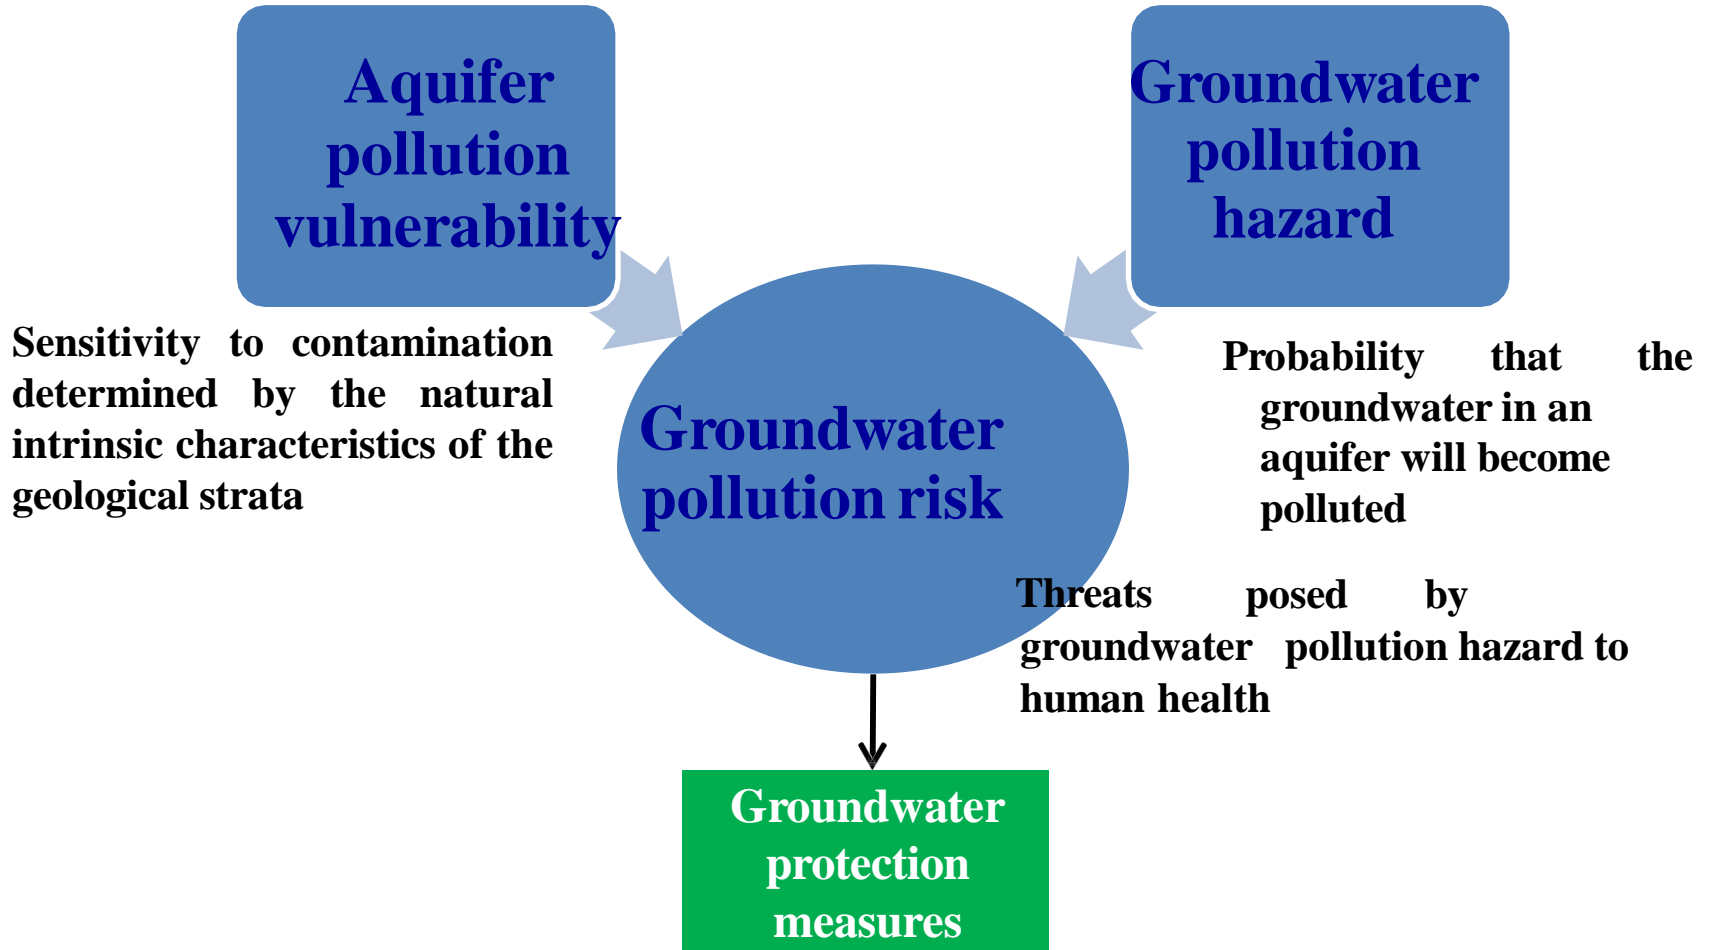 Aquifer
pollution
vulnerability
Groundwater
pollution
hazard
Sensitivity to contamination
determined by the natural
intrinsic characteristics of the
geological strata
Probability that the
groundwater in an
aquifer will become
polluted
Groundwater
pollution risk
Threats posed by
groundwater pollution hazard to
human health
Groundwater
protection
measures